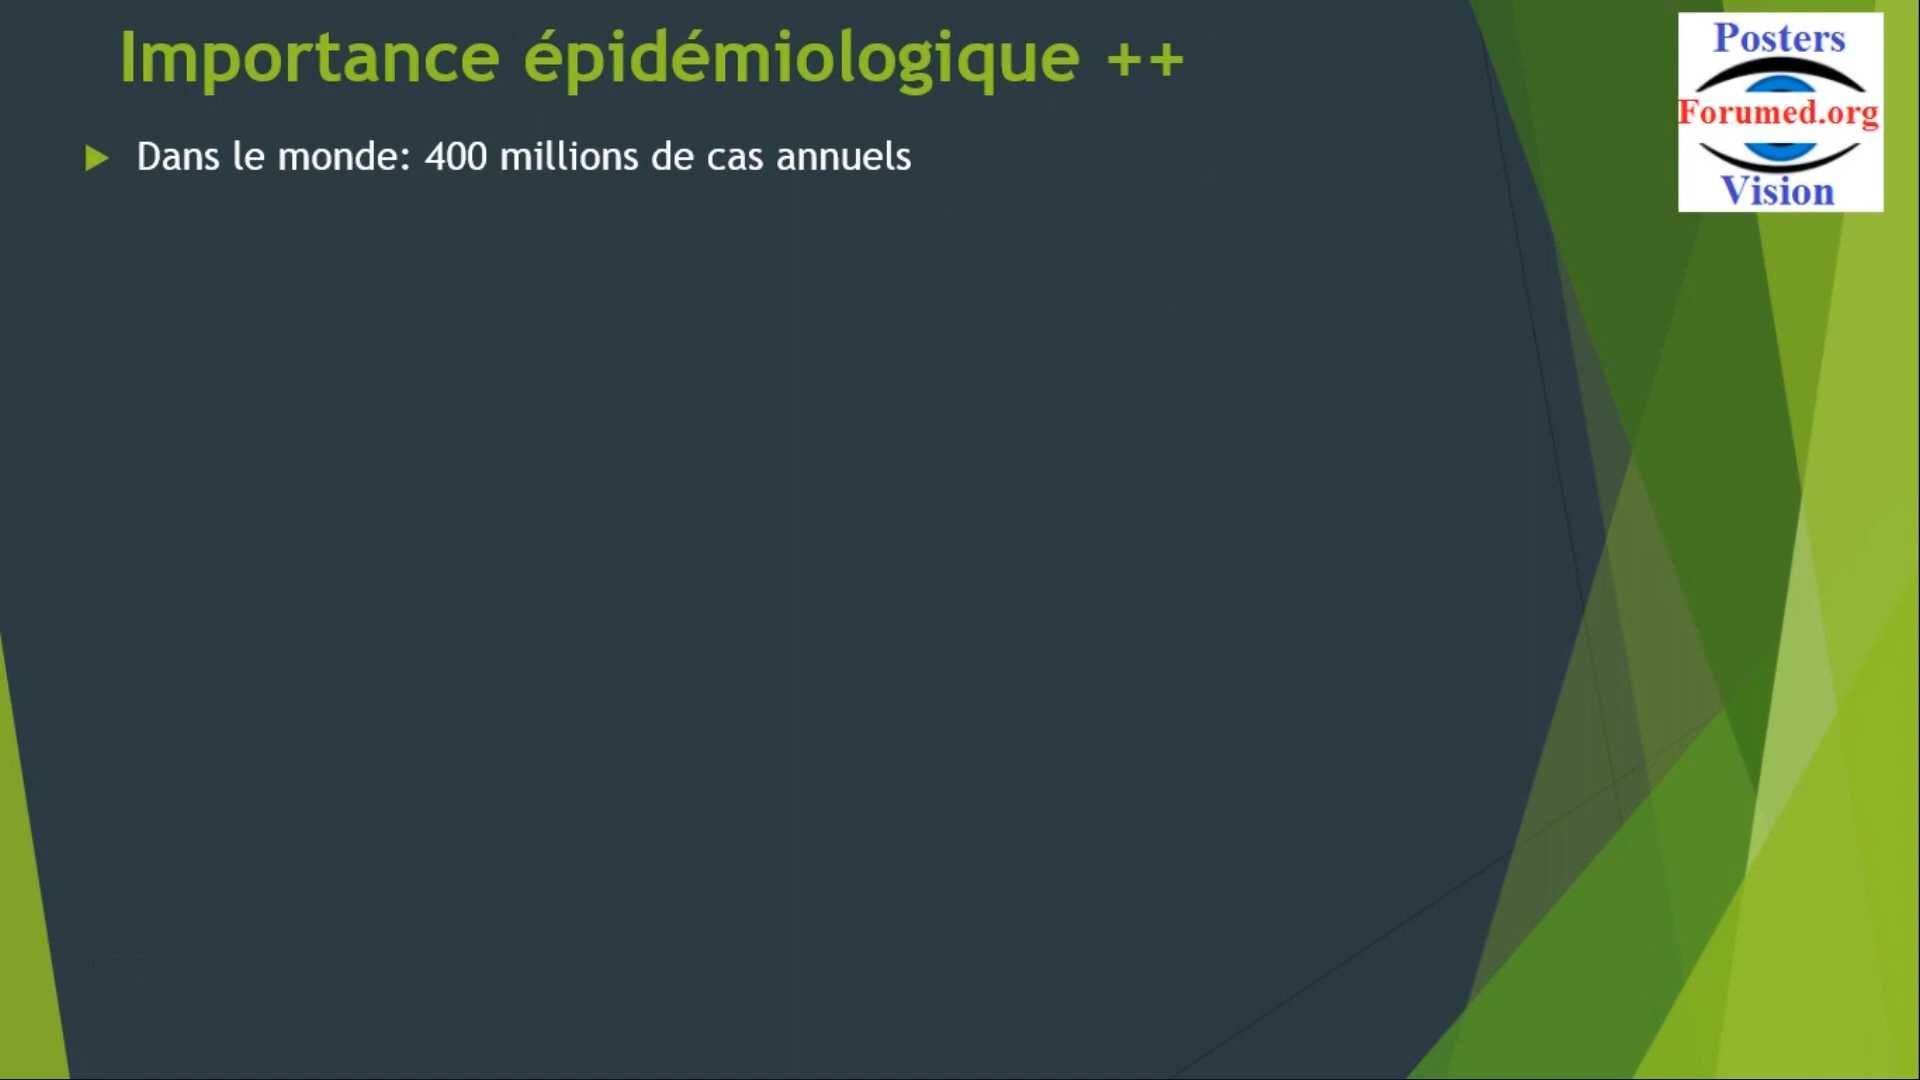 Importance épidémiologique ++
Dans le monde: 400 millions de cas annuels
Posters
Forumed.org
Vision